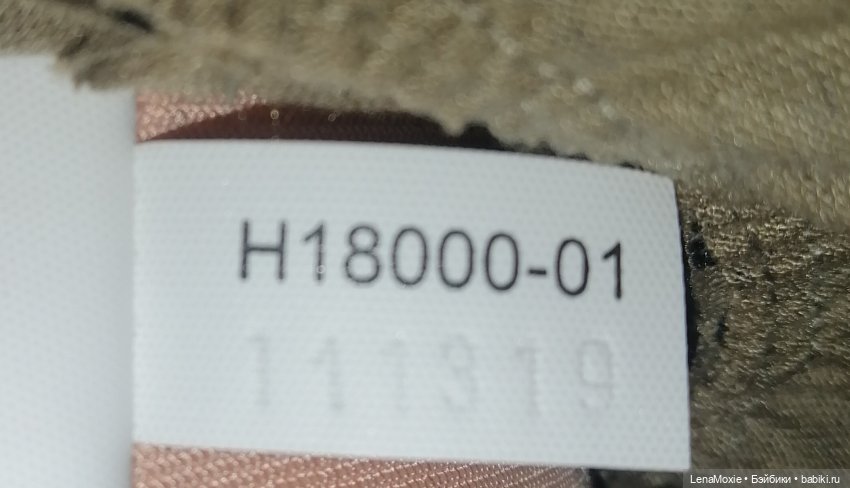 H18000-01
111319
LenaMoxie • Бэйбики • babiki.ru